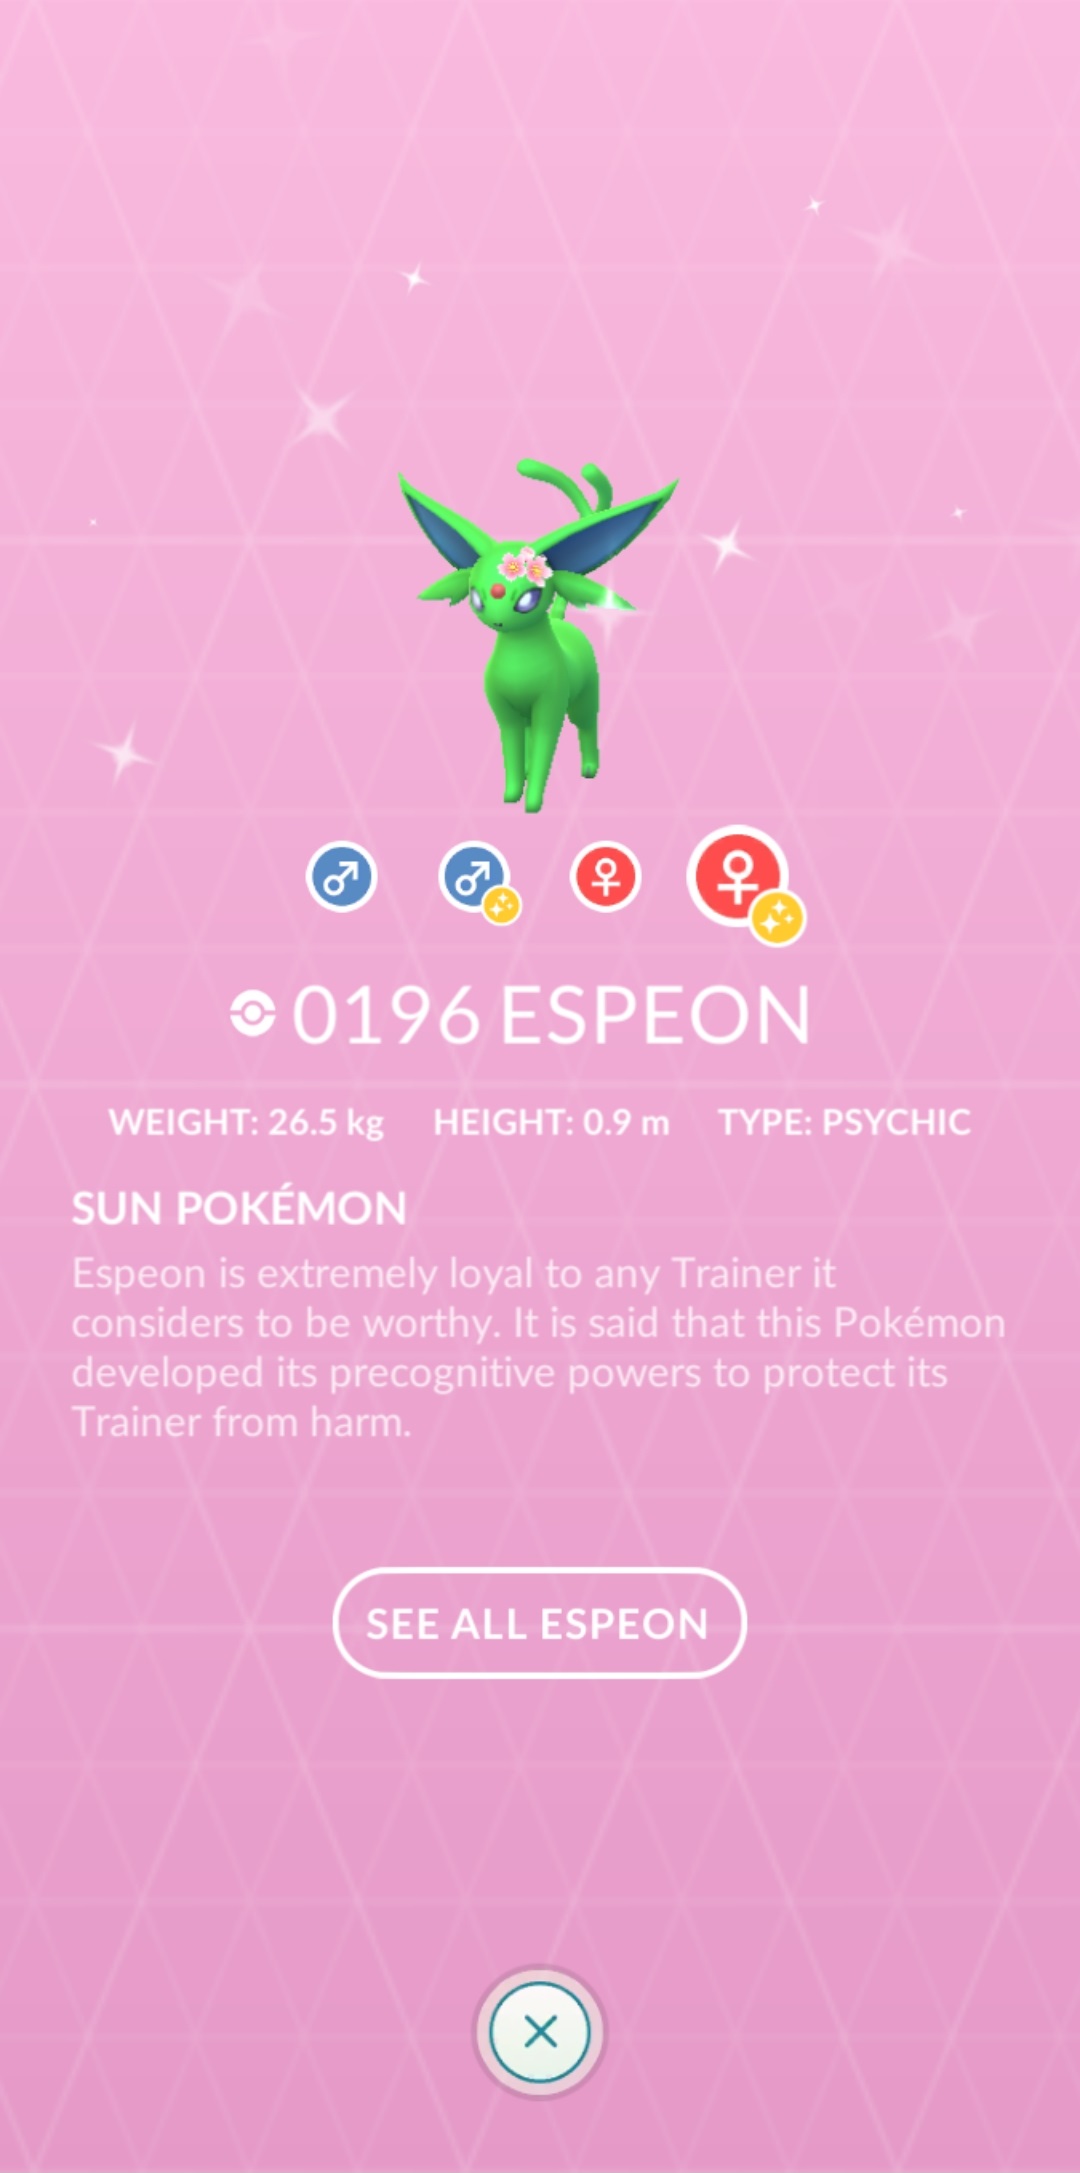 0196 ESPEON
WEIGHT: 26.5 kg HEIGHT: 0.9 m TYPE: PSYCHIC
SUN POKÉMON
Espeon is extremely loyal to any Trainer it
considers to be worthy. It is said that this Pokémon
developed its precognitive powers to protect its
Trainer from harm.
SEE ALL ESPEON